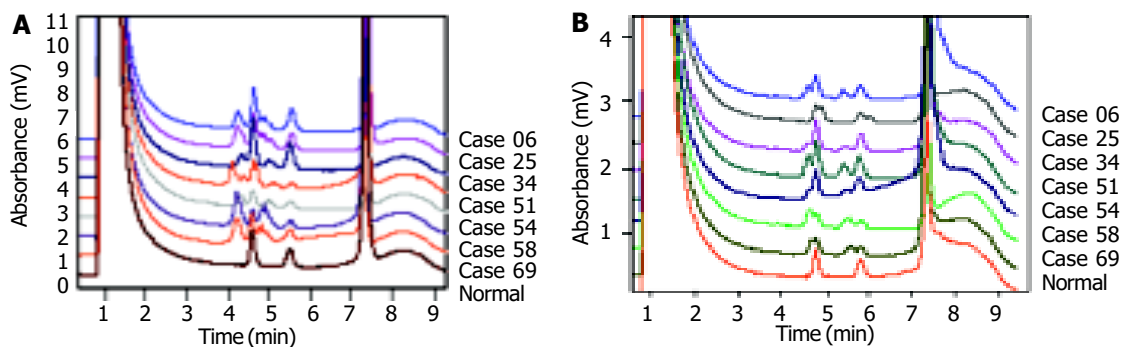 A
Absorbance (mV)
11
10
9
8
7
6
5
4
3
2
1
0
1 2 3 4 5 6 7 8 9
Time (min)
Case 06
Case 25
Case 34
Case 51
Case 54
Case 58
Case 69
Normal
B
Absorbance (mV)
4
3
2
1
1 2 3 4 5 6 7 8 9
Time (min)
Case 06
Case 25
Case 34
Case 51
Case 54
Case 58
Case 69
Normal